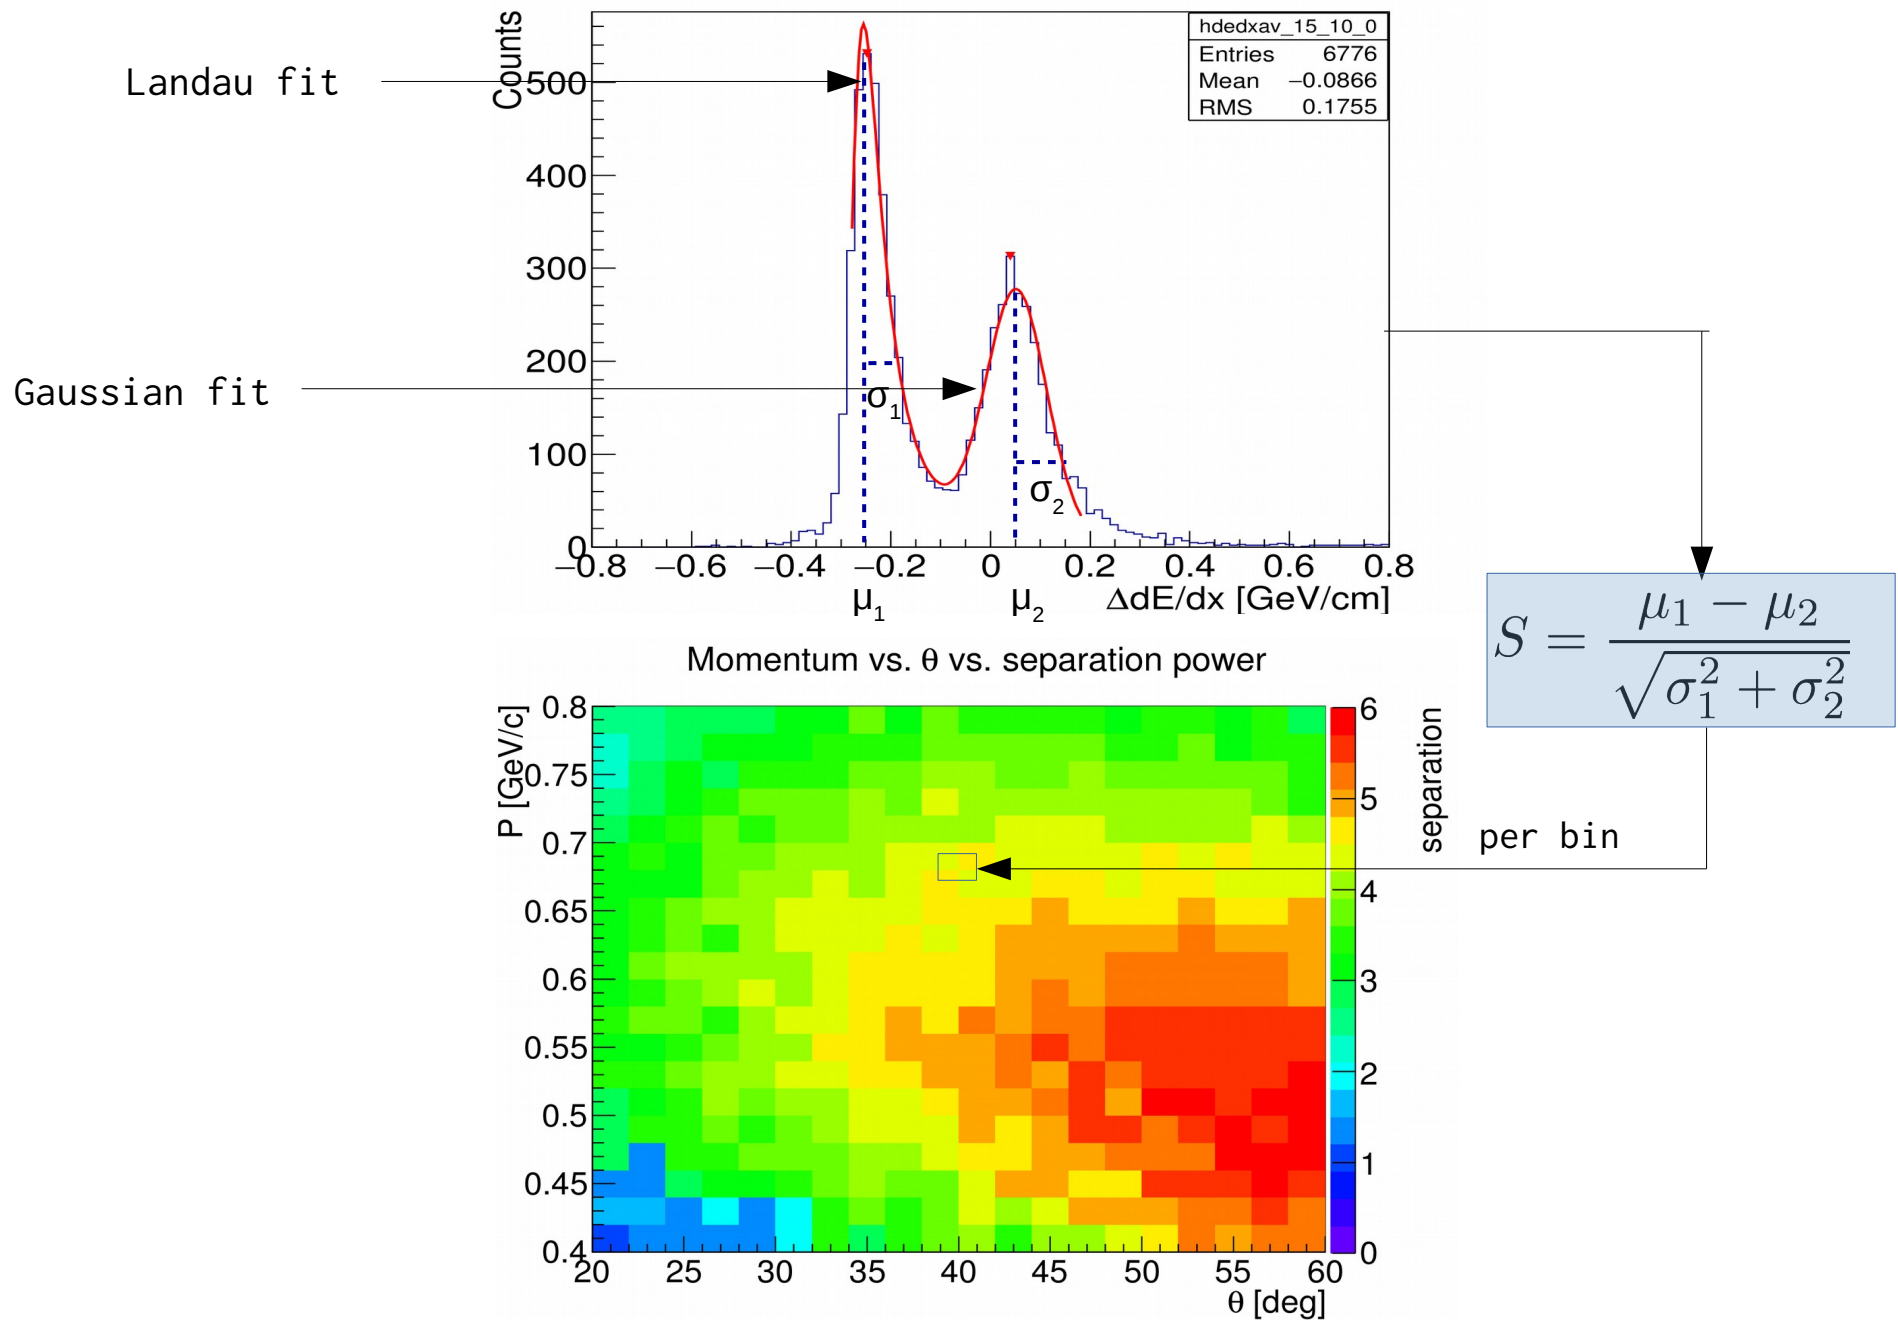 Landau fit
Gaussian fit
Counts
500
400
300
200
100
0
hdedxav_15_10_0
Entries 6776
Mean −0.0866
RMS 0.1755
σ1
σ2
−0.8 −0.6 −0.4 −0.2 0 0.2 0.4 0.6 0.8
μ1 μ2 ΔdE/dx [GeV/cm]
S = μ1 − μ2 / √σ1² + σ2²
Momentum vs. θ vs. separation power
P [GeV/c]
0.8
0.75
0.7
0.65
0.6
0.55
0.5
0.45
0.4
20 25 30 35 40 45 50 55 60
θ [deg]
6
5
4
3
2
1
0
separation
per bin